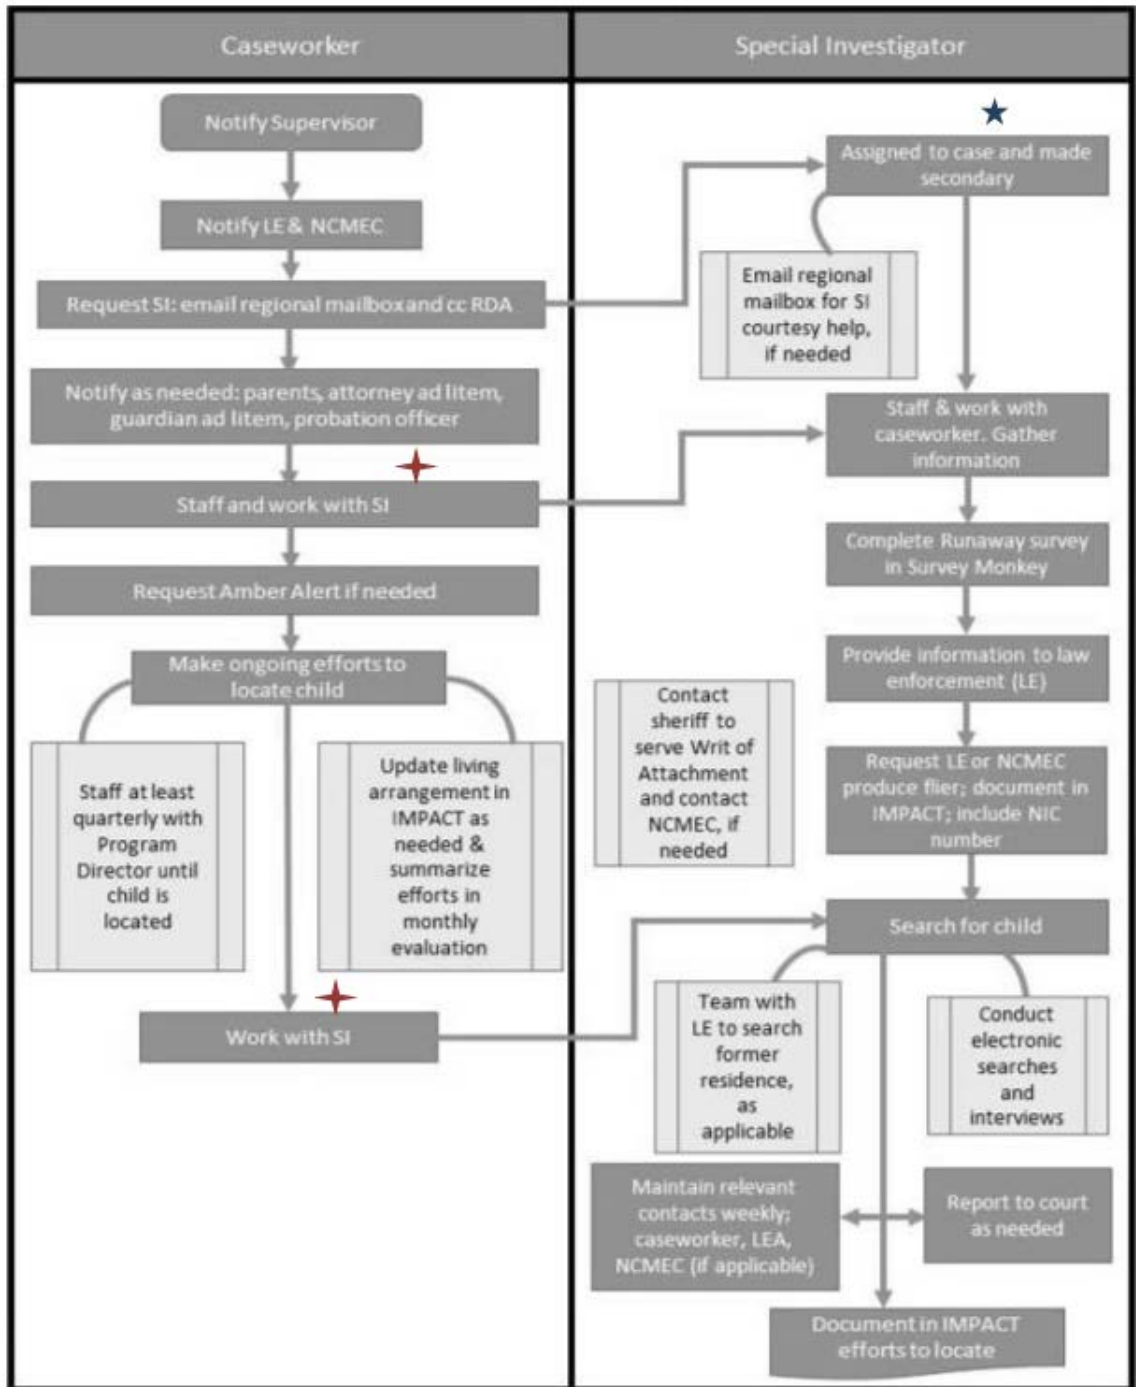 Caseworker
Special Investigator
Notify Supervisor
Notify LE & NCMEC
Request SI: email regional mailbox and cc RDA
Notify as needed: parents, attorney ad litem,
guardian ad litem, probation officer
Staff and work with SI
Request Amber Alert if needed
Make ongoing efforts to
locate child
Staff at least
quarterly with
Program
Director until
child is
located
Update living
arrangement in
IMPACT as
needed &
summarize
efforts in
monthly
evaluation
Work with SI
Assigned to case and made
secondary
Email regional
mailbox for SI
courtesy help,
if needed
Staff & work with
caseworker. Gather
information
Complete Runaway survey
in Survey Monkey
Provide information to law
enforcement (LE)
Contact
sheriff to
serve Writ of
Attachment
and contact
NCMEC, if
needed
Request LE or NCMEC
produce flier; document in
IMPACT; include NIC
number
Search for child
Team with
LE to search
former
residence,
as
applicable
Conduct
electronic
searches
and
interviews
Maintain relevant
contacts weekly;
caseworker, LEA,
NCMEC (if applicable)
Report to court
as needed
Document in IMPACT
efforts to locate